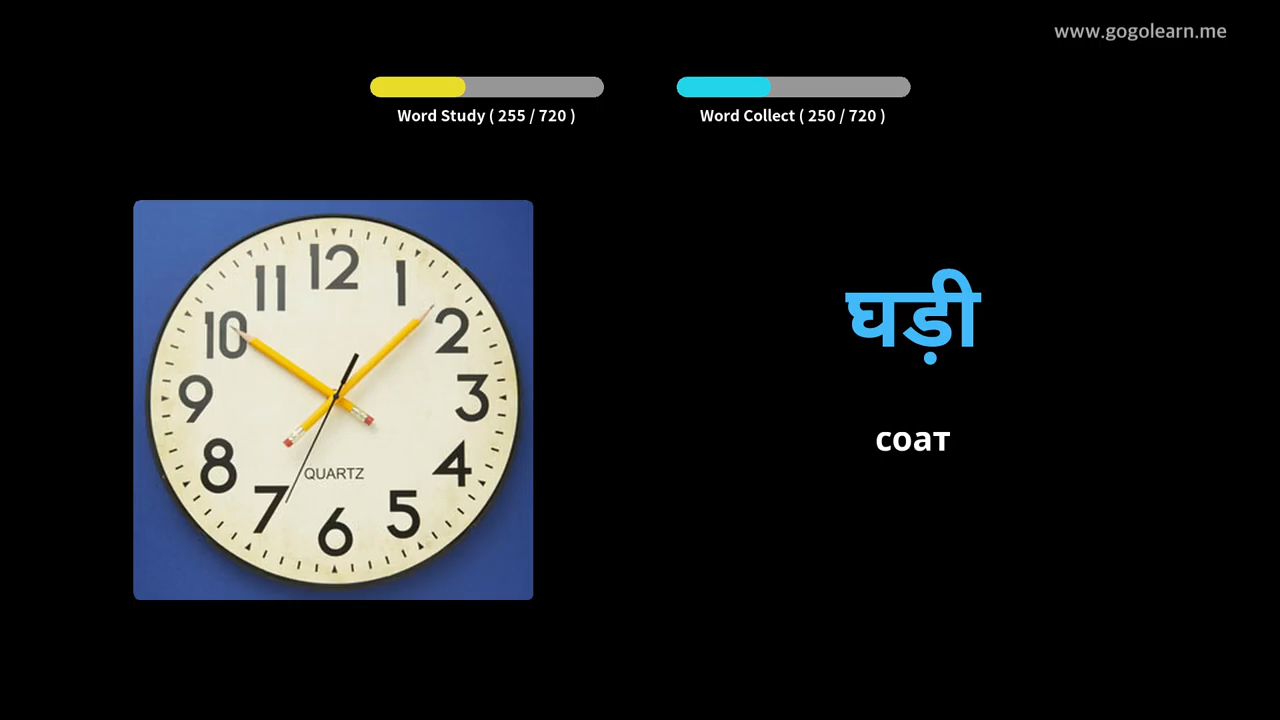 www.gogolearn.me
Word Study ( 255 / 720 )
Word Collect ( 250 / 720 )
12
11
1
10
2
9
3
8
4
QUARTZ
7
5
6
घड़ी
соат